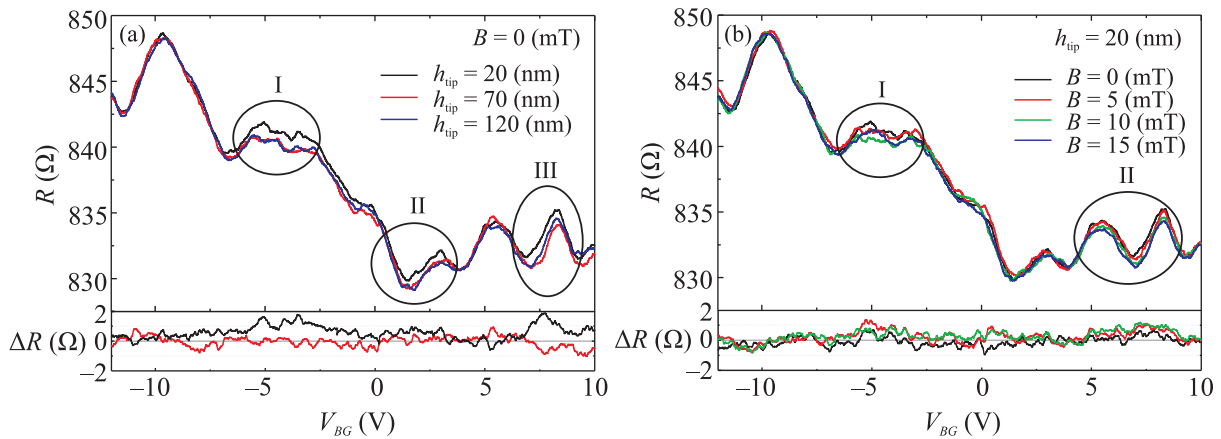 (a)
B = 0 (mT)
h_tip = 20 (nm)
h_tip = 70 (nm)
h_tip = 120 (nm)
I
II
III
R (Ω)
850
845
840
835
830
2
0
−2
ΔR (Ω)
−10
−5
0
5
10
V_BG (V)
(b)
h_tip = 20 (nm)
B = 0 (mT)
B = 5 (mT)
B = 10 (mT)
B = 15 (mT)
I
II
R (Ω)
850
845
840
835
830
2
0
−2
ΔR (Ω)
−10
−5
0
5
10
V_BG (V)